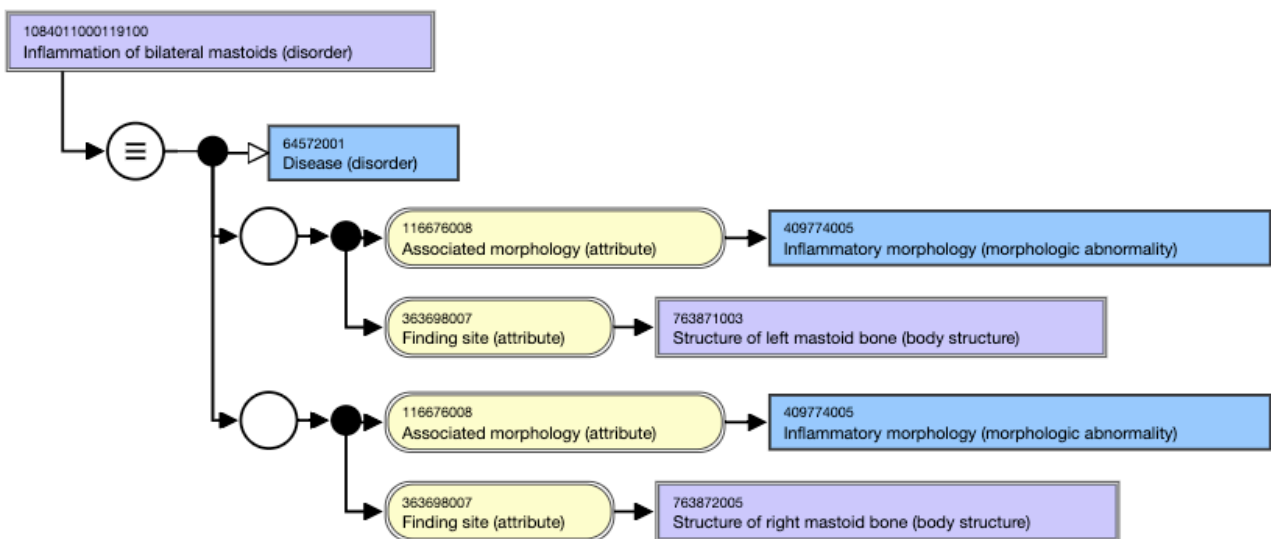 1084011000119100
Inflammation of bilateral mastoids (disorder)
≡
64572001
Disease (disorder)
116676008
Associated morphology (attribute)
409774005
Inflammatory morphology (morphologic abnormality)
363698007
Finding site (attribute)
763871003
Structure of left mastoid bone (body structure)
116676008
Associated morphology (attribute)
409774005
Inflammatory morphology (morphologic abnormality)
363698007
Finding site (attribute)
763872005
Structure of right mastoid bone (body structure)